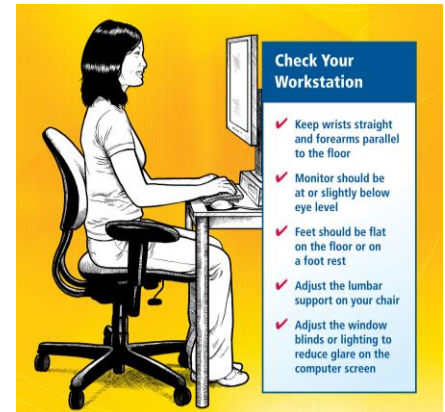 Check Your
Workstation
✔ Keep wrists straight
and forearms parallel
to the floor
✔ Monitor should be
at or slightly below
eye level
✔ Feet should be flat
on the floor or on
a foot rest
✔ Adjust the lumbar
support on your chair
✔ Adjust the window
blinds or lighting to
reduce glare on the
computer screen